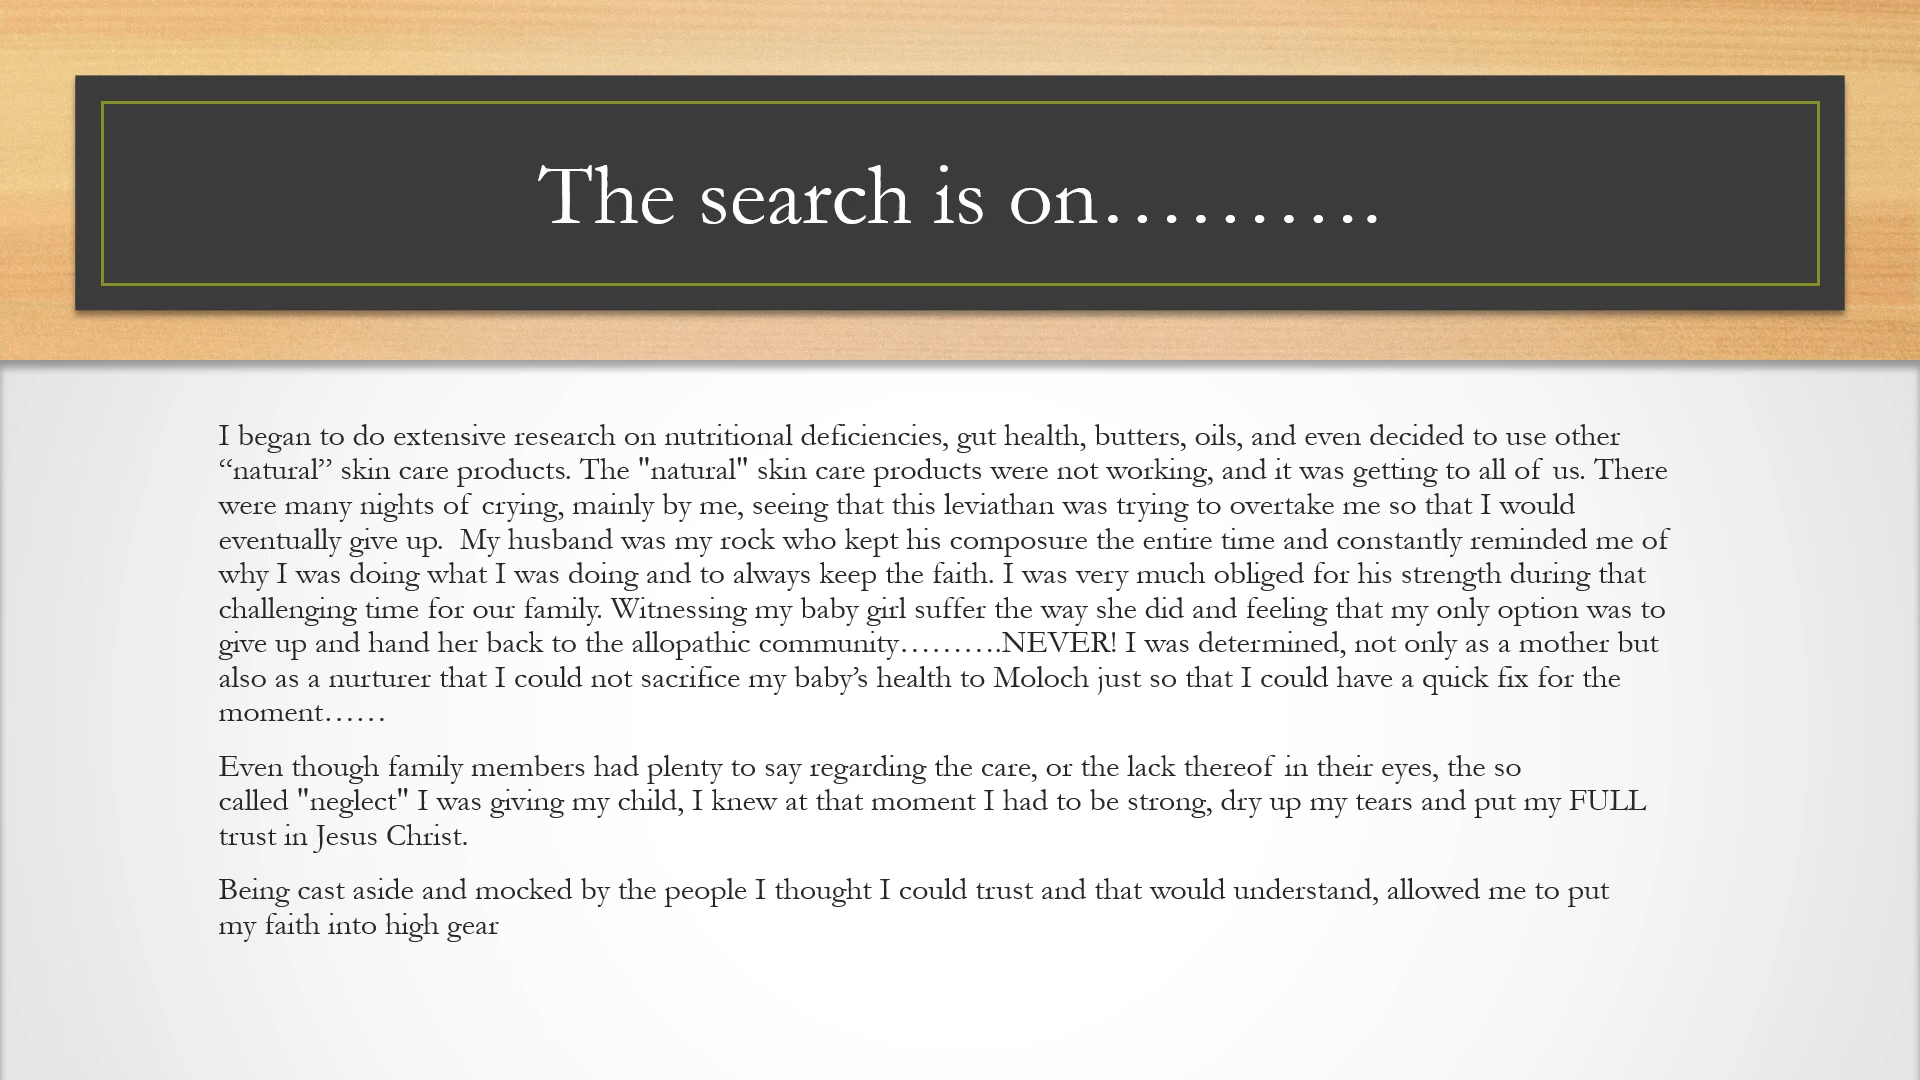 The search is on……….
I began to do extensive research on nutritional deficiencies, gut health, butters, oils, and even decided to use other
“natural” skin care products. The "natural" skin care products were not working, and it was getting to all of us. There
were many nights of crying, mainly by me, seeing that this leviathan was trying to overtake me so that I would
eventually give up.  My husband was my rock who kept his composure the entire time and constantly reminded me of
why I was doing what I was doing and to always keep the faith. I was very much obliged for his strength during that
challenging time for our family. Witnessing my baby girl suffer the way she did and feeling that my only option was to
give up and hand her back to the allopathic community……….NEVER! I was determined, not only as a mother but
also as a nurturer that I could not sacrifice my baby’s health to Moloch just so that I could have a quick fix for the
moment……
Even though family members had plenty to say regarding the care, or the lack thereof in their eyes, the so
called "neglect" I was giving my child, I knew at that moment I had to be strong, dry up my tears and put my FULL
trust in Jesus Christ.
Being cast aside and mocked by the people I thought I could trust and that would understand, allowed me to put
my faith into high gear